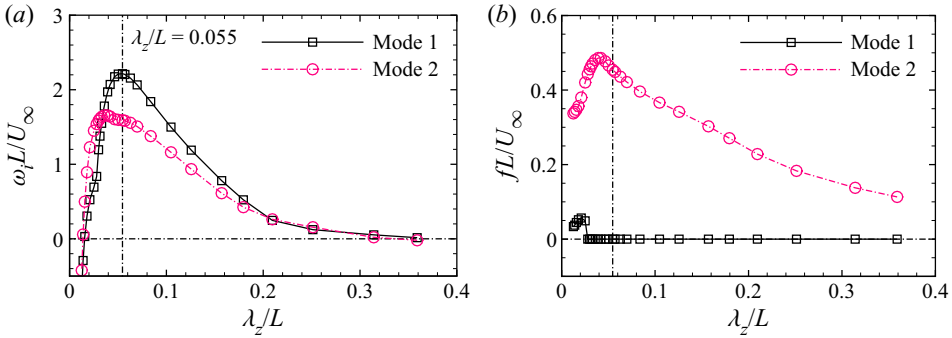 (a)
λz/L = 0.055
Mode 1
Mode 2
3
2
1
0
ωiL/U∞
0 0.1 0.2 0.3 0.4
λz/L
(b)
Mode 1
Mode 2
0.6
0.4
0.2
0
fL/U∞
0 0.1 0.2 0.3 0.4
λz/L